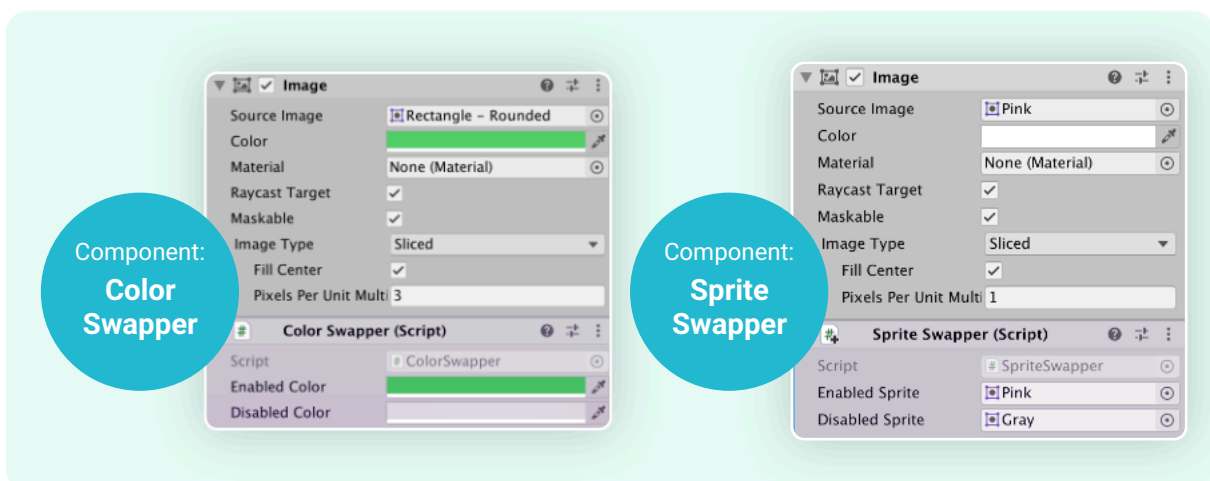 Component:
Color
Swapper
Image
Source Image Rectangle – Rounded
Color
Material None (Material)
Raycast Target
Maskable
Image Type Sliced
Fill Center
Pixels Per Unit Multi 3
# Color Swapper (Script)
Script # ColorSwapper
Enabled Color
Disabled Color
Component:
Sprite
Swapper
Image
Source Image Pink
Color
Material None (Material)
Raycast Target
Maskable
Image Type Sliced
Fill Center
Pixels Per Unit Multi 1
# Sprite Swapper (Script)
Script # SpriteSwapper
Enabled Sprite Pink
Disabled Sprite Gray